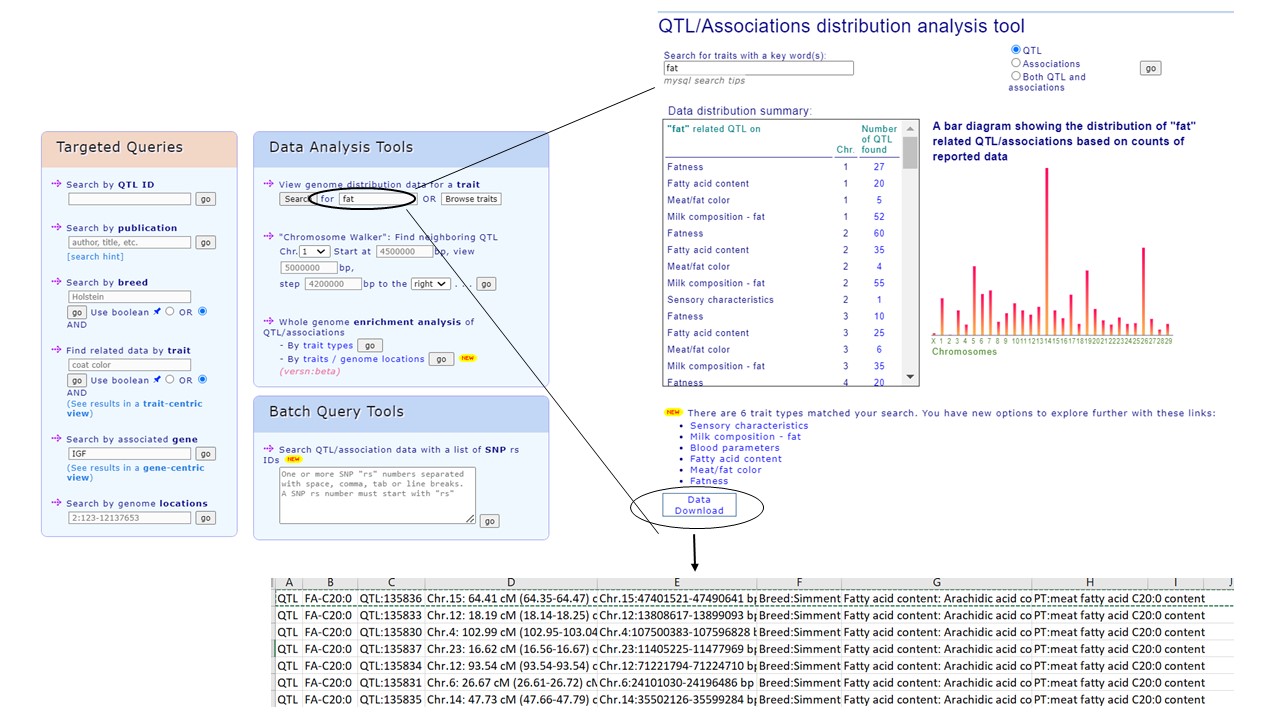 QTL/Associations distribution analysis tool
Search for traits with a key word(s):
fat
mysql search tips
QTL
Associations
Both QTL and
associations
go
Data distribution summary:
"fat" related QTL on
Chr.
Number
of QTL
found
Fatness 1 27
Fatty acid content 1 20
Meat/fat color 1 5
Milk composition - fat 1 52
Fatness 2 60
Fatty acid content 2 35
Meat/fat color 2 4
Milk composition - fat 2 55
Sensory characteristics 2 1
Fatness 3 10
Fatty acid content 3 25
Meat/fat color 3 6
Milk composition - fat 3 35
Fatness 4 20
A bar diagram showing the distribution of "fat"
related QTL/associations based on counts of
reported data
X 1 2 3 4 5 6 7 8 9 10 11 12 13 14 15 16 17 18 19 20 21 22 23 24 25 26 27 28 29
Chromosomes
NEW There are 6 trait types matched your search. You have new options to explore further with these links:
• Sensory characteristics
• Milk composition - fat
• Blood parameters
• Fatty acid content
• Meat/fat color
• Fatness
Data
Download
Targeted Queries
Search by QTL ID
go
Search by publication
author, title, etc. go
[search hint]
Search by breed
Holstein
go Use boolean OR
AND
Find related data by trait
coat color
go Use boolean OR
AND
(See results in a trait-centric
view)
Search by associated gene
IGF go
(See results in a gene-centric
view)
Search by genome locations
2:123-12137653 go
Data Analysis Tools
View genome distribution data for a trait
Search for fat OR Browse traits
"Chromosome Walker": Find neighboring QTL
Chr. 1 Start at 4500000 bp, view
5000000 bp,
step 4200000 bp to the right . . . go
Whole genome enrichment analysis of
QTL/associations
- By trait types go
- By traits / genome locations go NEW
(versn:beta)
Batch Query Tools
Search QTL/association data with a list of SNP rs
IDs NEW
One or more SNP "rs" numbers separated
with space, comma, tab or line breaks.
A SNP rs number must start with "rs"
go
A B C D E F G H I J
QTL FA-C20:0 QTL:135836 Chr.15: 64.41 cM (64.35-64.47) c Chr.15:47401521-47490641 bp Breed:Simment Fatty acid content: Arachidic acid co PT:meat fatty acid C20:0 content
QTL FA-C20:0 QTL:135833 Chr.12: 18.19 cM (18.14-18.25) c Chr.12:13808617-13899093 bp Breed:Simment Fatty acid content: Arachidic acid co PT:meat fatty acid C20:0 content
QTL FA-C20:0 QTL:135830 Chr.4: 102.99 cM (102.95-103.04 Chr.4:107500383-107596828 b Breed:Simment Fatty acid content: Arachidic acid co PT:meat fatty acid C20:0 content
QTL FA-C20:0 QTL:135837 Chr.23: 16.62 cM (16.56-16.67) c Chr.23:11405225-11477969 bp Breed:Simment Fatty acid content: Arachidic acid co PT:meat fatty acid C20:0 content
QTL FA-C20:0 QTL:135834 Chr.12: 93.54 cM (93.54-93.54) c Chr.12:71221794-71224710 bp Breed:Simment Fatty acid content: Arachidic acid co PT:meat fatty acid C20:0 content
QTL FA-C20:0 QTL:135831 Chr.6: 26.67 cM (26.61-26.72) cM Chr.6:24101030-24196486 bp Breed:Simment Fatty acid content: Arachidic acid co PT:meat fatty acid C20:0 content
QTL FA-C20:0 QTL:135835 Chr.14: 47.73 cM (47.66-47.79) c Chr.14:35502126-35599284 bp Breed:Simment Fatty acid content: Arachidic acid co PT:meat fatty acid C20:0 content